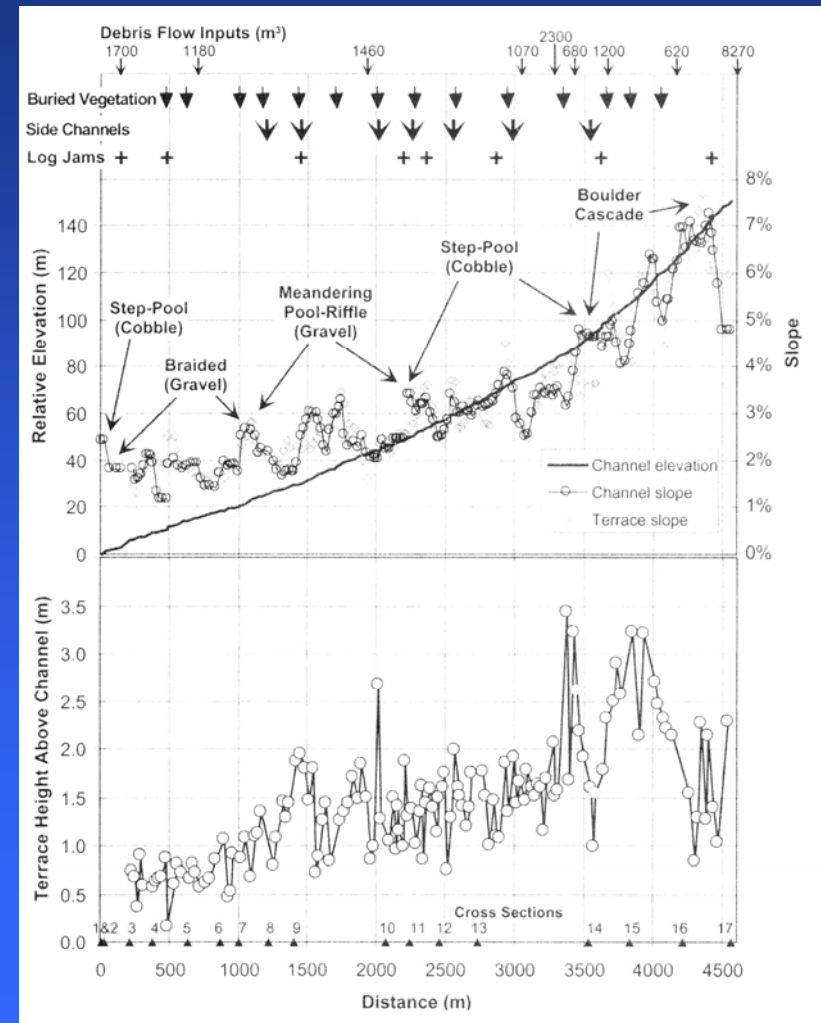 Debris Flow Inputs (m³)
1700 1180 1460 1070 2300 680 1200 620 8270
Buried Vegetation
Side Channels
Log Jams
8%
7%
6%
5%
4%
3%
2%
1%
0%
Slope
140
120
100
80
60
40
20
0
Relative Elevation (m)
Boulder
Cascade
Step-Pool
(Cobble)
Meandering
Pool-Riffle
(Gravel)
Step-Pool
(Cobble)
Braided
(Gravel)
Channel elevation
Channel slope
Terrace slope
3.5
3.0
2.5
2.0
1.5
1.0
0.5
0.0
Terrace Height Above Channel (m)
Cross Sections
1&2 3 4 5 6 7 8 9 10 11 12 13 14 15 16 17
0 500 1000 1500 2000 2500 3000 3500 4000 4500
Distance (m)